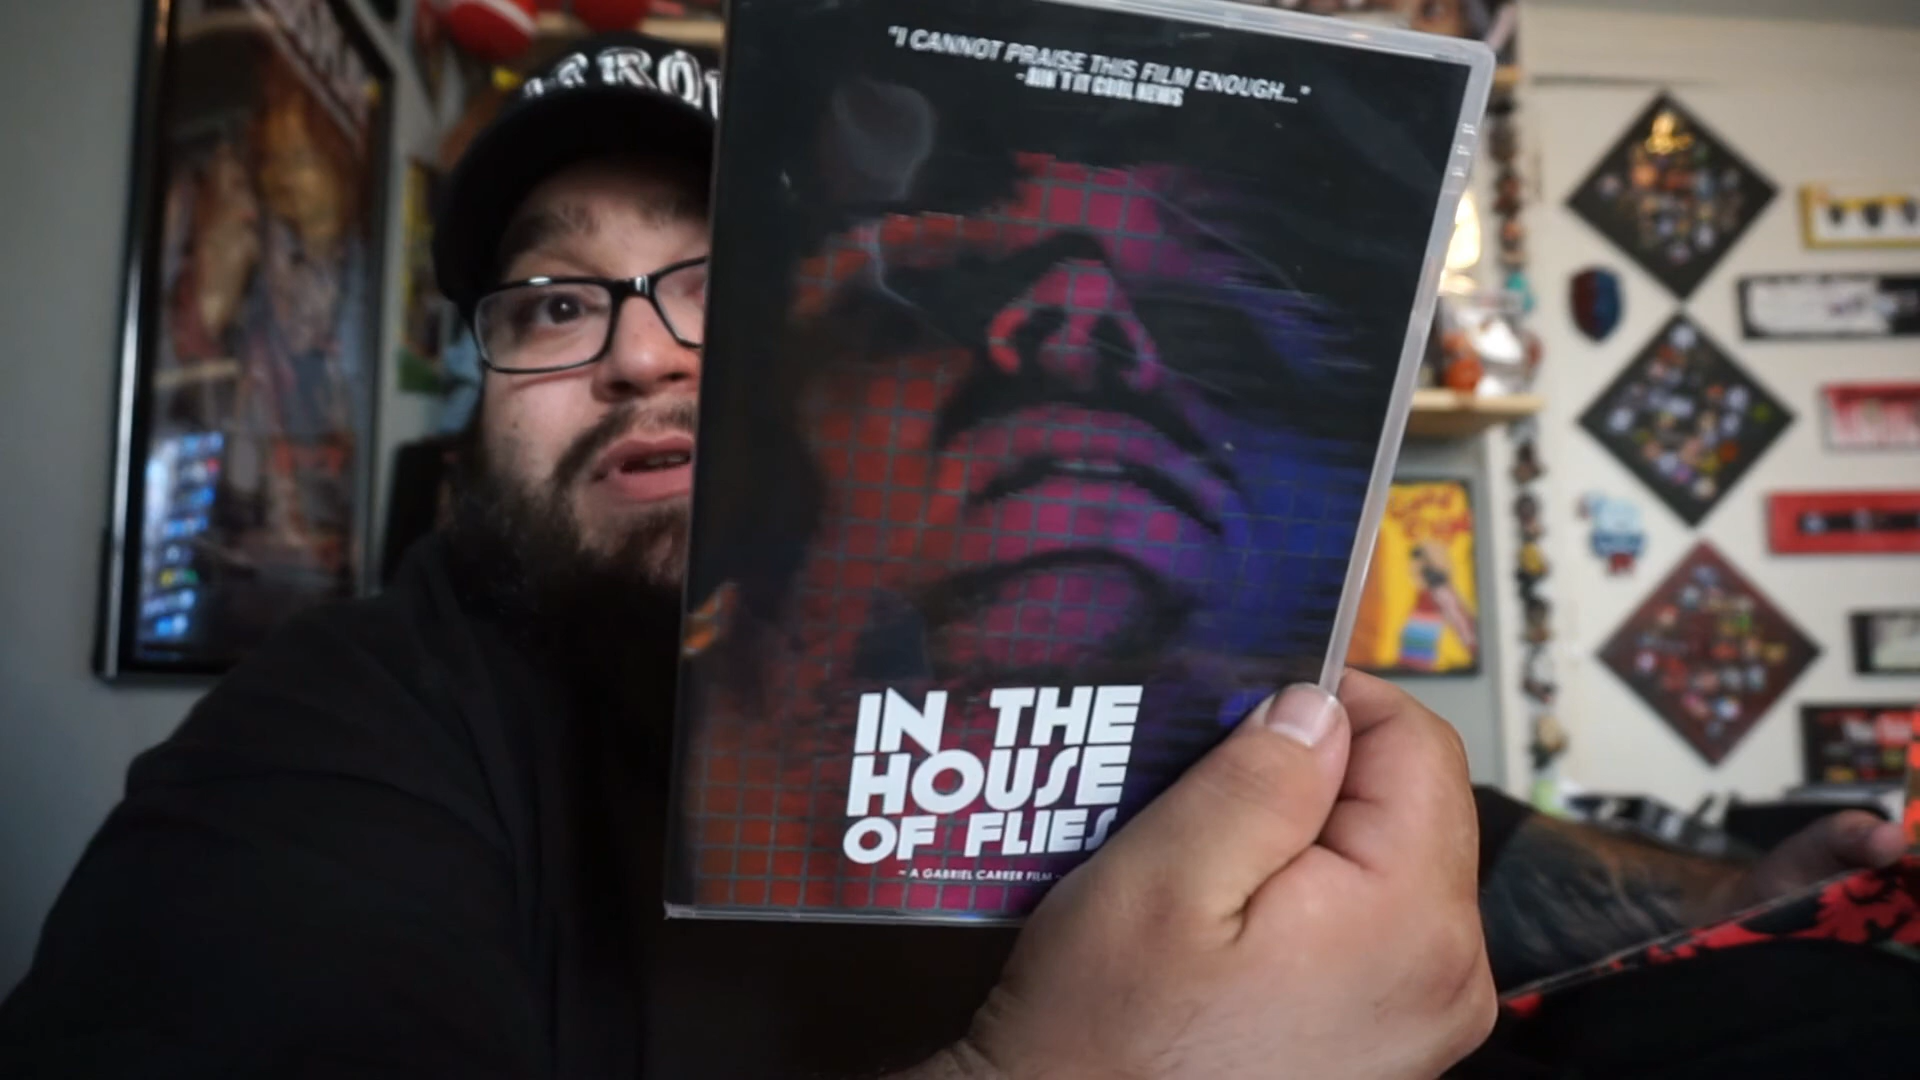 "I CANNOT PRAISE THIS FILM ENOUGH..."
- AIN'T IT COOL NEWS
IN THE
HOUSE
OF FLIES
~ A GABRIEL CARRER FILM ~